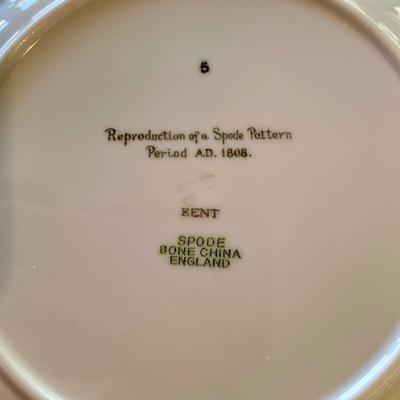 5
Reproduction of a Spode Pattern
Period A.D. 1808.
KENT
SPODE
BONE CHINA
ENGLAND